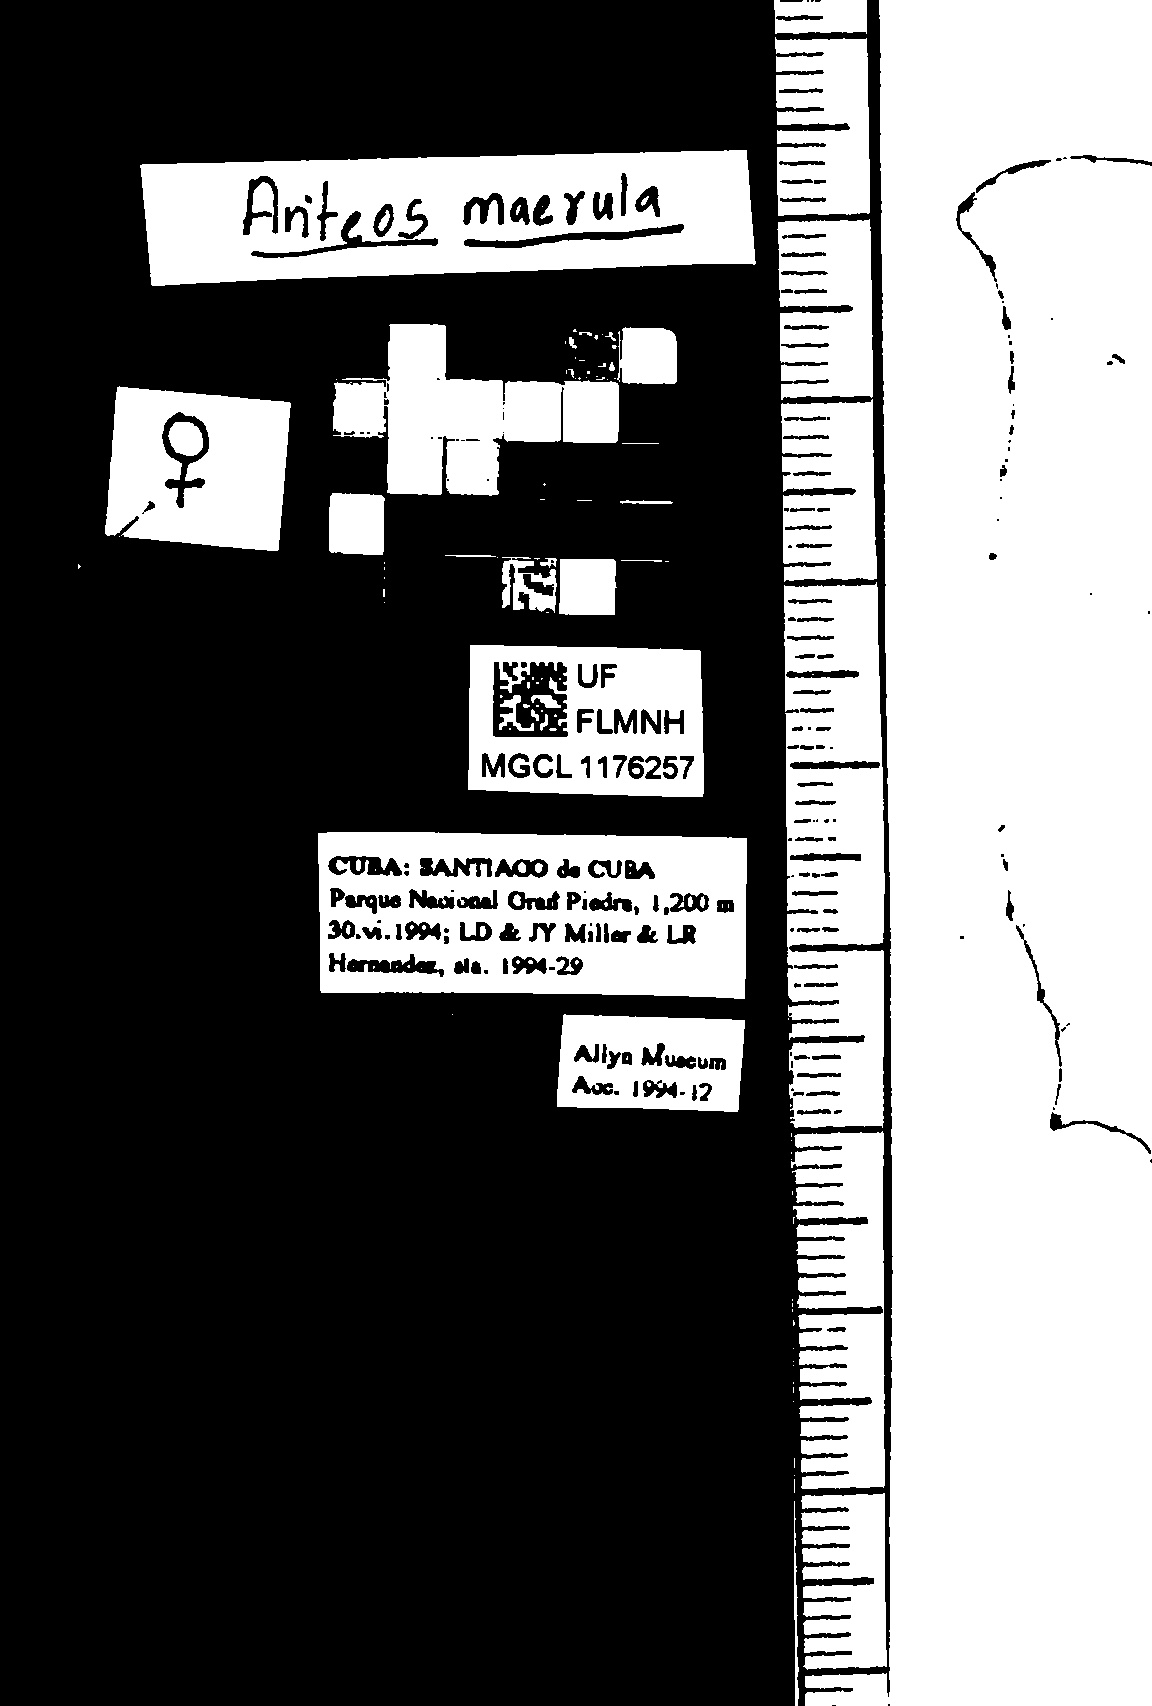 Anteos maerula
♀
UF
FLMNH
MGCL 1176257
CUBA: SANTIAGO de CUBA
Parque Nacional Gran Piedra, 1,200 m
30.vi.1994; LD & JY Miller & LR
Hernandez, sta. 1994-29
Allyn Museum
Acc. 1994-12